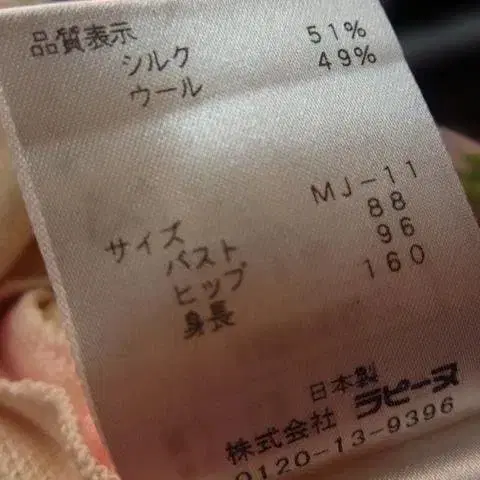 品質表示
シルク 51%
ウール 49%
サイズ MJ-11
バスト 88
ヒップ 96
身長 160
日本製
株式会社 ラピーヌ
0120-13-9396